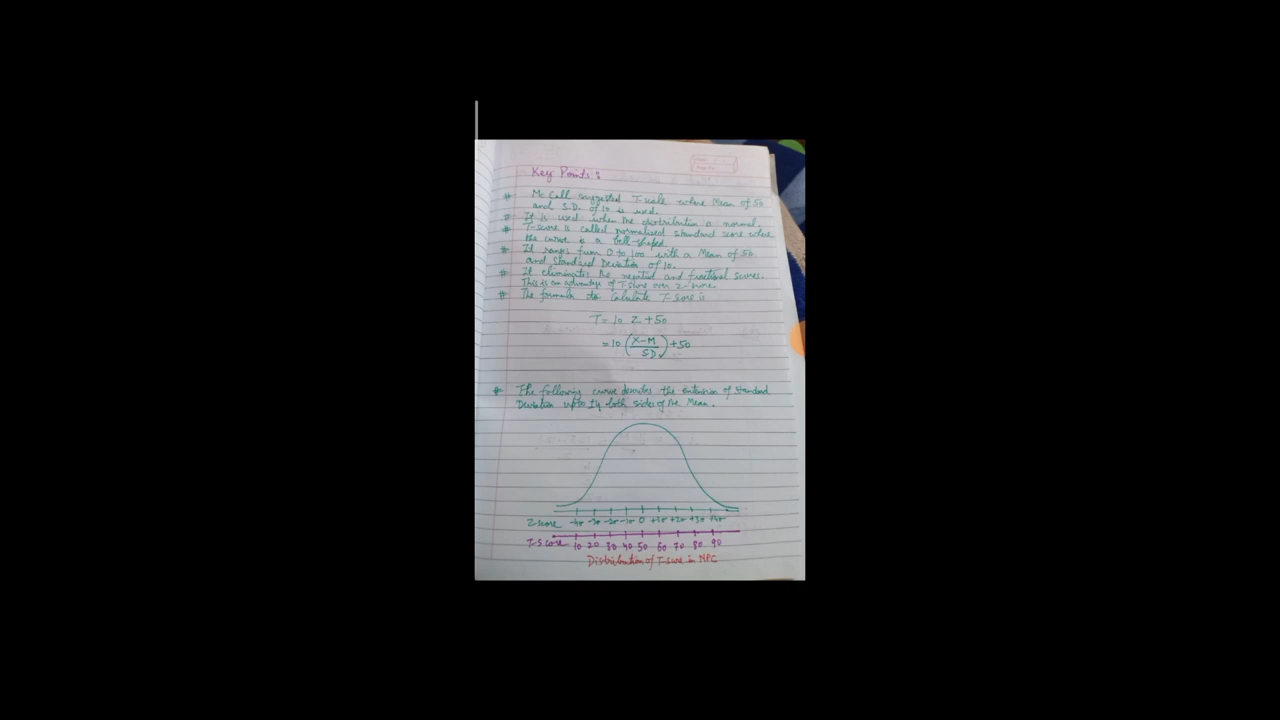 Key Points :
# Mc Call suggested T-scale where Mean of 50
and S.D. of 10 is used.
# It is used when the distribution is normal.
# T-score is called normalized standard score where
the curve is a bell-shaped.
# It ranges from 0 to 100 with a Mean of 50
and Standard Deviation of 10.
# It eliminates the negative and fractional scores.
This is an advantage of T-score over Z-score.
# The formula to Calculate T-score is
T = 10 Z + 50
= 10 (X-M / SD) + 50
# The following curve describes the extension of Standard
Deviation upto ±4 both sides of the Mean.
Z-score -4σ -3σ -2σ -1σ 0 +1σ +2σ +3σ +4σ
T-Score 10 20 30 40 50 60 70 80 90
Distribution of T-score in NPC